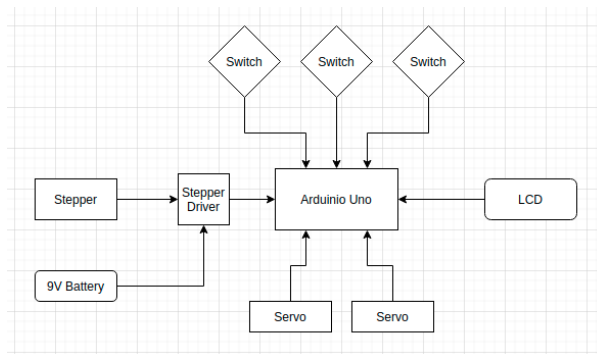 Switch
Switch
Switch
Stepper
Stepper
Driver
Arduinio Uno
LCD
9V Battery
Servo
Servo